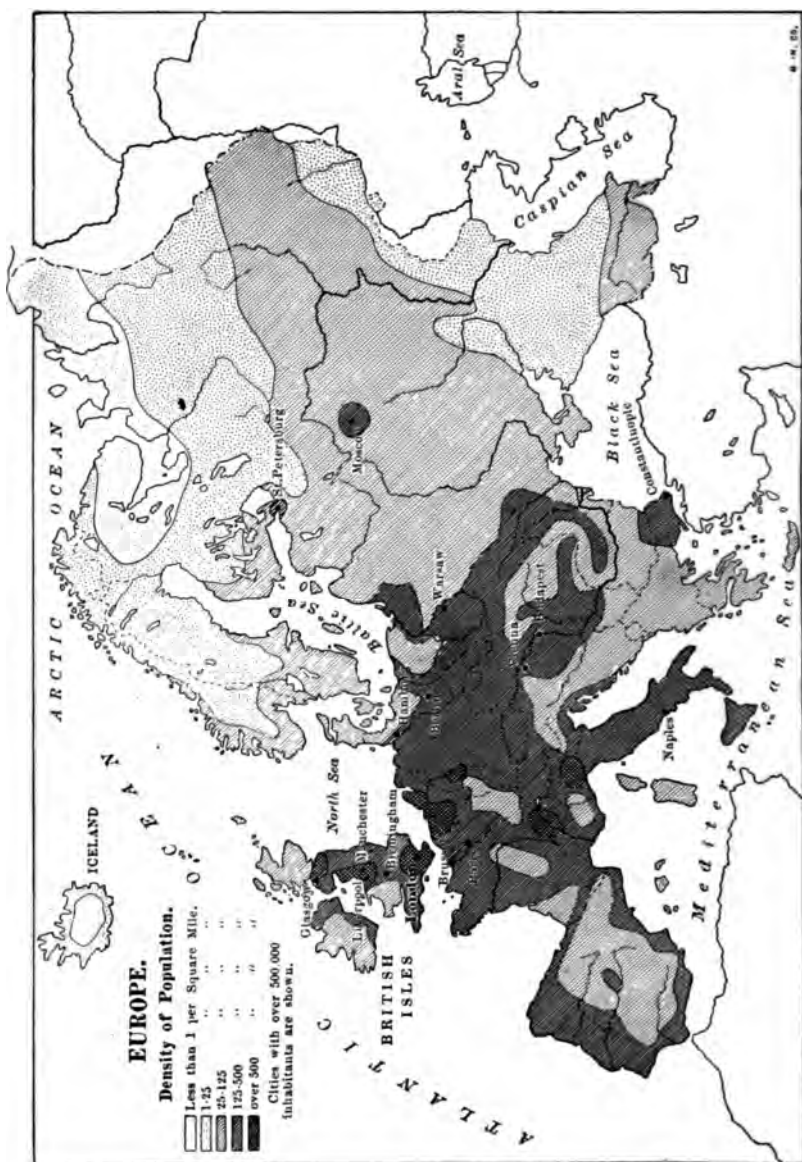 EUROPE.
Density of Population.
Less than 1 per Square Mile.
1-25 " " "
25-125 " " "
125-500 " " "
over 500 " " "
Cities with over 500.000
inhabitants are shown.
ICELAND
ARCTIC OCEAN
ATLANTIC OCEAN
BRITISH
ISLES
North Sea
Baltic Sea
Glasgow
Liverpool
Manchester
Birmingham
London
Paris
Berlin
Warsaw
Budapest
St.Petersburg
Moscow
Naples
Constantinople
Black Sea
Caspian Sea
Aral Sea
Mediterranean Sea